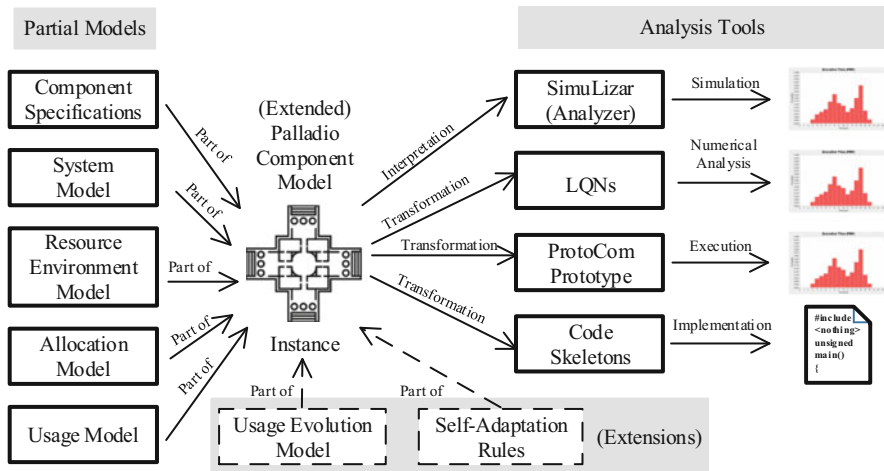 Partial Models
Component
Specifications
System
Model
Resource
Environment
Model
Allocation
Model
Usage Model
Part of
Part of
Part of
Part of
Part of
(Extended)
Palladio
Component
Model
Instance
Part of
Part of
Usage Evolution
Model
Self-Adaptation
Rules
(Extensions)
Interpretation
Transformation
Transformation
Transformation
Analysis Tools
SimuLizar
(Analyzer)
LQNs
ProtoCom
Prototype
Code
Skeletons
Simulation
Numerical
Analysis
Execution
Implementation
#include
<nothing>
unsigned
main()
{